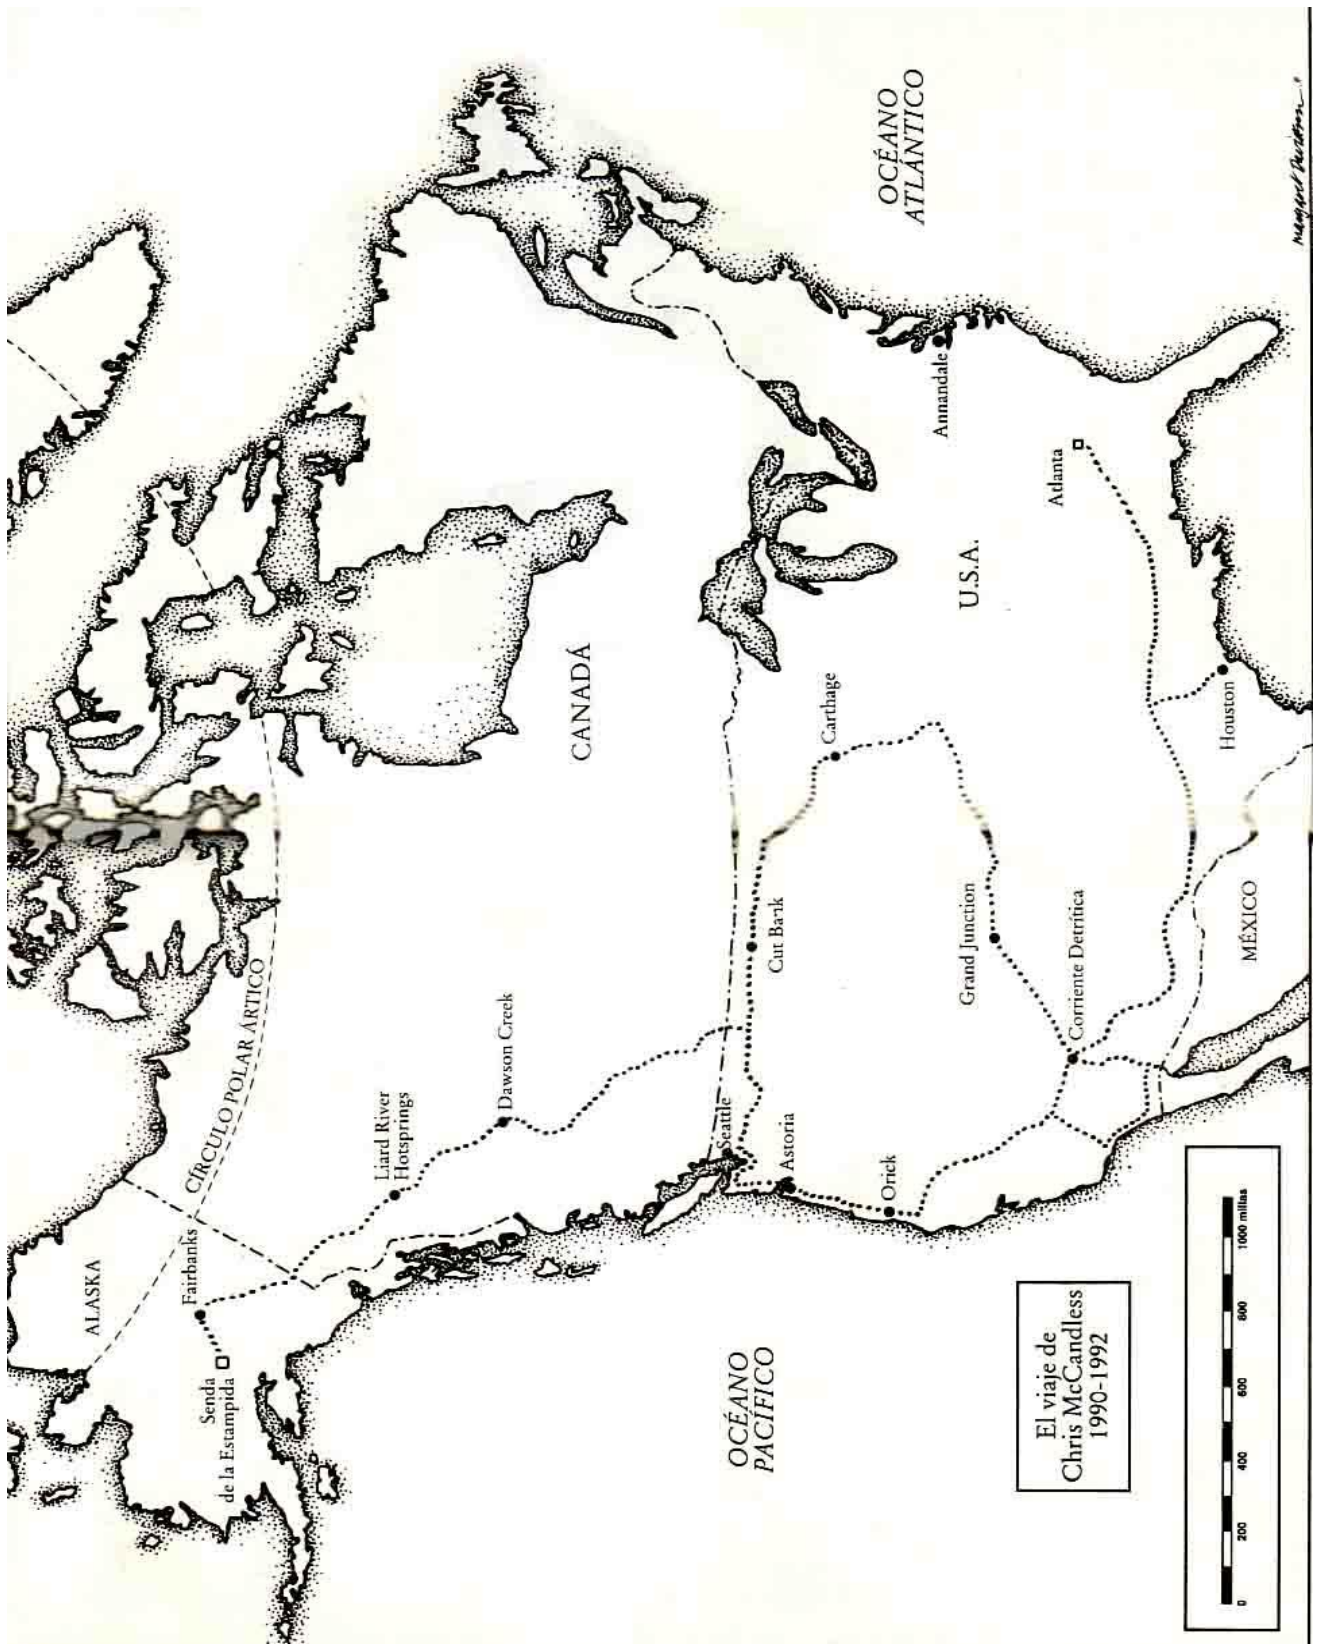 ALASKA
CÍRCULO POLAR ÁRTICO
Fairbanks
Senda
de la Estampida
Liard River
Hotsprings
Dawson Creek
CANADÁ
OCÉANO
ATLÁNTICO
OCÉANO
PACÍFICO
Seattle
Astoria
Orick
Cut Bank
Carthage
Grand Junction
Corriente Detrítica
U.S.A.
Annandale
Atlanta
Houston
MÉXICO
El viaje de
Chris McCandless
1990-1992
0 200 400 600 800 1000 millas